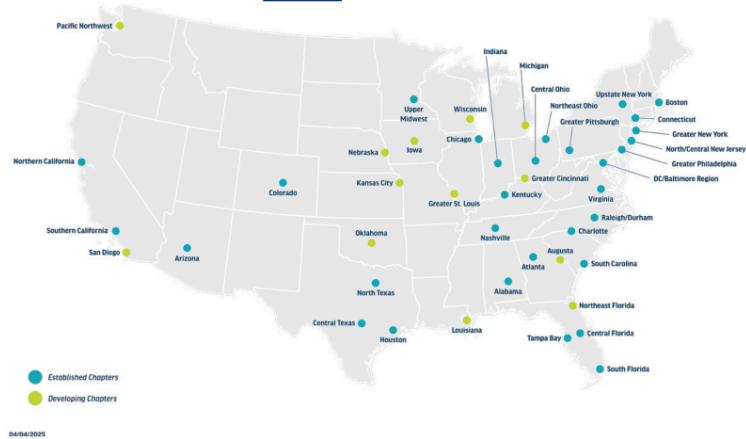 Pacific Northwest
Indiana
Michigan
Central Ohio
Upstate New York
Boston
Upper
Midwest
Wisconsin
Northeast Ohio
Connecticut
Greater Pittsburgh
Greater New York
Chicago
North/Central New Jersey
Nebraska
Iowa
Greater Philadelphia
Northern California
DC/Baltimore Region
Colorado
Kansas City
Greater Cincinnati
Greater St. Louis
Kentucky
Virginia
Raleigh/Durham
Southern California
Oklahoma
Nashville
Charlotte
San Diego
Arizona
Augusta
Atlanta
South Carolina
North Texas
Alabama
Northeast Florida
Central Texas
Houston
Louisiana
Tampa Bay
Central Florida
South Florida
Established Chapters
Developing Chapters
04/04/2025